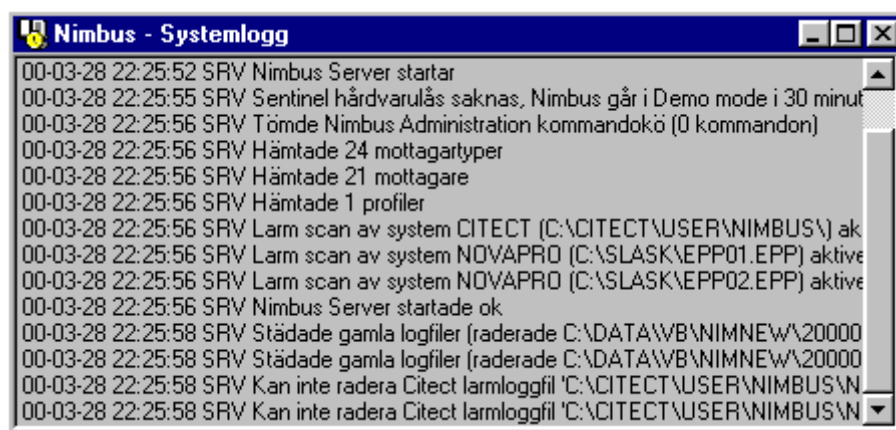 Nimbus - Systemlogg
00-03-28 22:25:52 SRV Nimbus Server startar
00-03-28 22:25:55 SRV Sentinel hårdvarulås saknas, Nimbus går i Demo mode i 30 minut
00-03-28 22:25:56 SRV Tömde Nimbus Administration kommandokö (0 kommandon)
00-03-28 22:25:56 SRV Hämtade 24 mottagartyper
00-03-28 22:25:56 SRV Hämtade 21 mottagare
00-03-28 22:25:56 SRV Hämtade 1 profiler
00-03-28 22:25:56 SRV Larm scan av system CITECT (C:\CITECT\USER\NIMBUS\) ak
00-03-28 22:25:56 SRV Larm scan av system NOVAPRO (C:\SLASK\EPP01.EPP) aktive
00-03-28 22:25:56 SRV Larm scan av system NOVAPRO (C:\SLASK\EPP02.EPP) aktive
00-03-28 22:25:56 SRV Nimbus Server startade ok
00-03-28 22:25:58 SRV Städade gamla logfiler (raderade C:\DATA\VB\NIMNEW\20000
00-03-28 22:25:58 SRV Städade gamla logfiler (raderade C:\DATA\VB\NIMNEW\20000
00-03-28 22:25:58 SRV Kan inte radera Citect larmloggfil 'C:\CITECT\USER\NIMBUS\N
00-03-28 22:25:58 SRV Kan inte radera Citect larmloggfil 'C:\CITECT\USER\NIMBUS\N